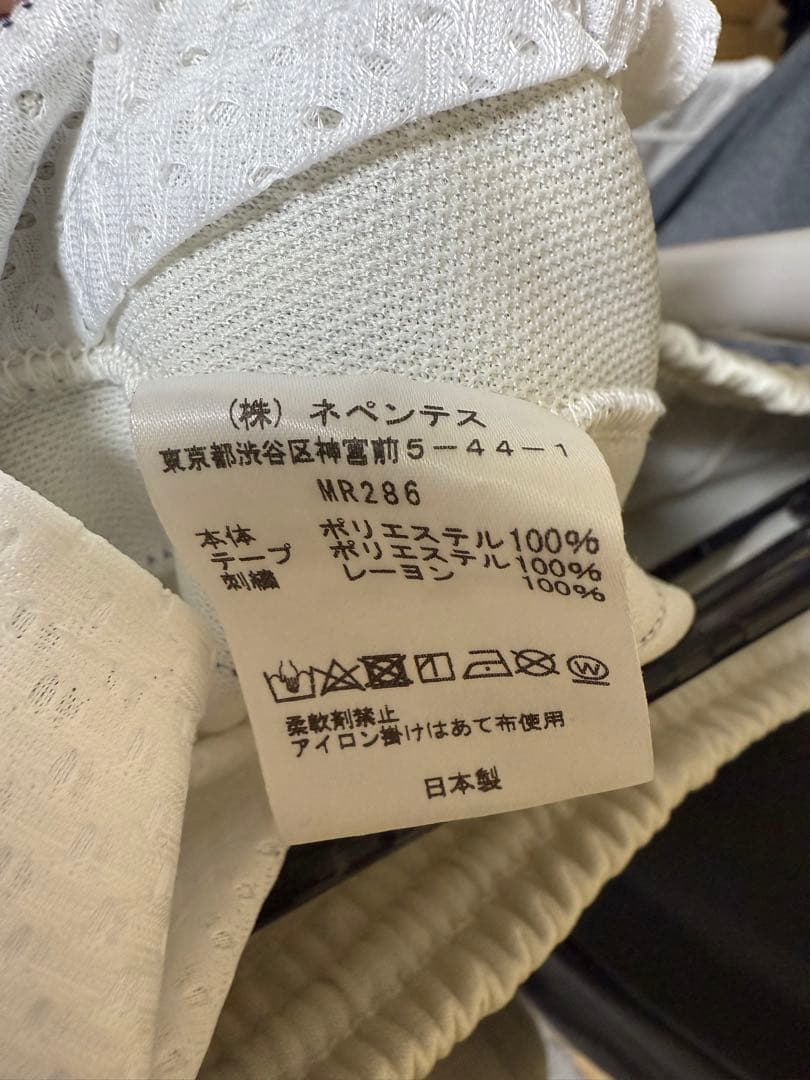 （株）ネペンテス
東京都渋谷区神宮前5-44-1
MR286
本体 ポリエステル100%
テープ ポリエステル100%
刺繍 レーヨン 100%
W
柔軟剤禁止
アイロン掛けはあて布使用
日本製